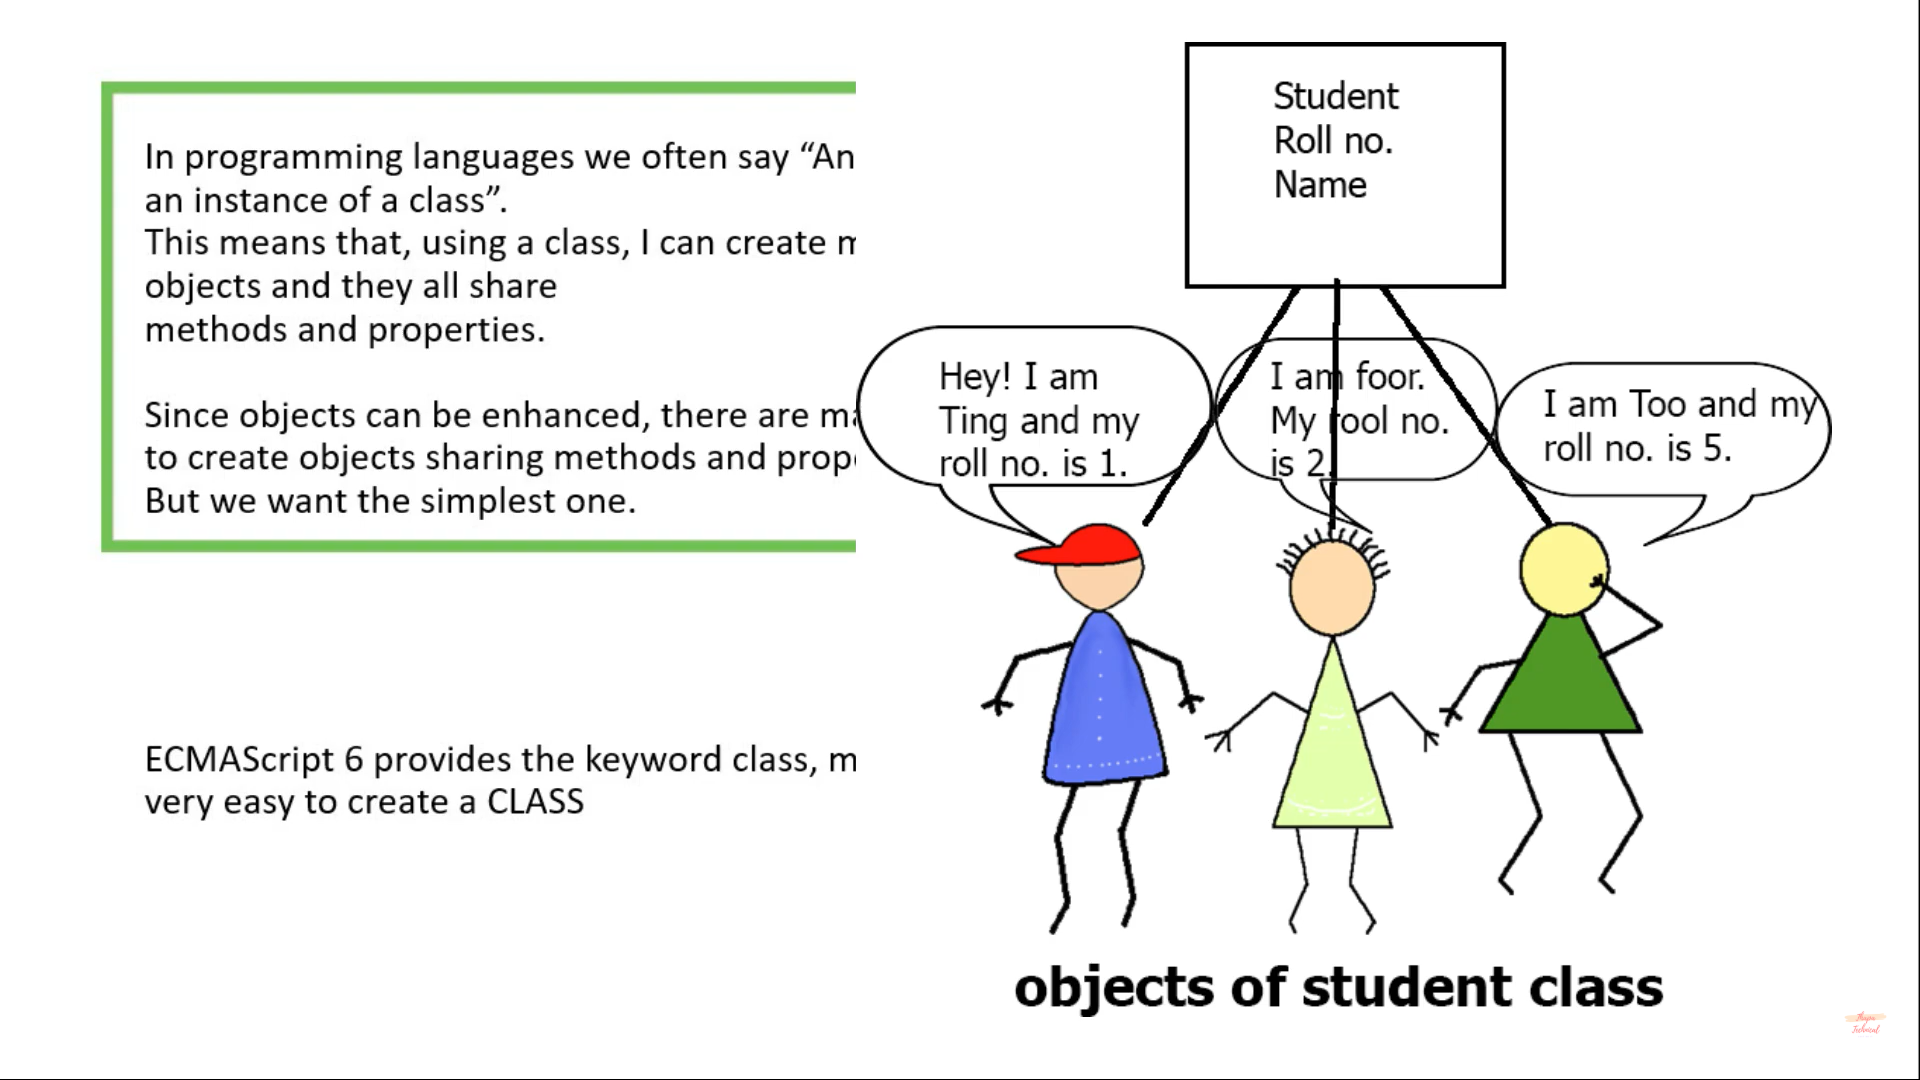 In programming languages we often say “An
an instance of a class”.
This means that, using a class, I can create
objects and they all share
methods and properties.
Since objects can be enhanced, there are
to create objects sharing methods and
But we want the simplest one.
ECMAScript 6 provides the keyword class,
very easy to create a CLASS
Student
Roll no.
Name
Hey! I am
Ting and my
roll no. is 1.
I am foor.
My rool no.
is 2.
I am Too and my
roll no. is 5.
objects of student class